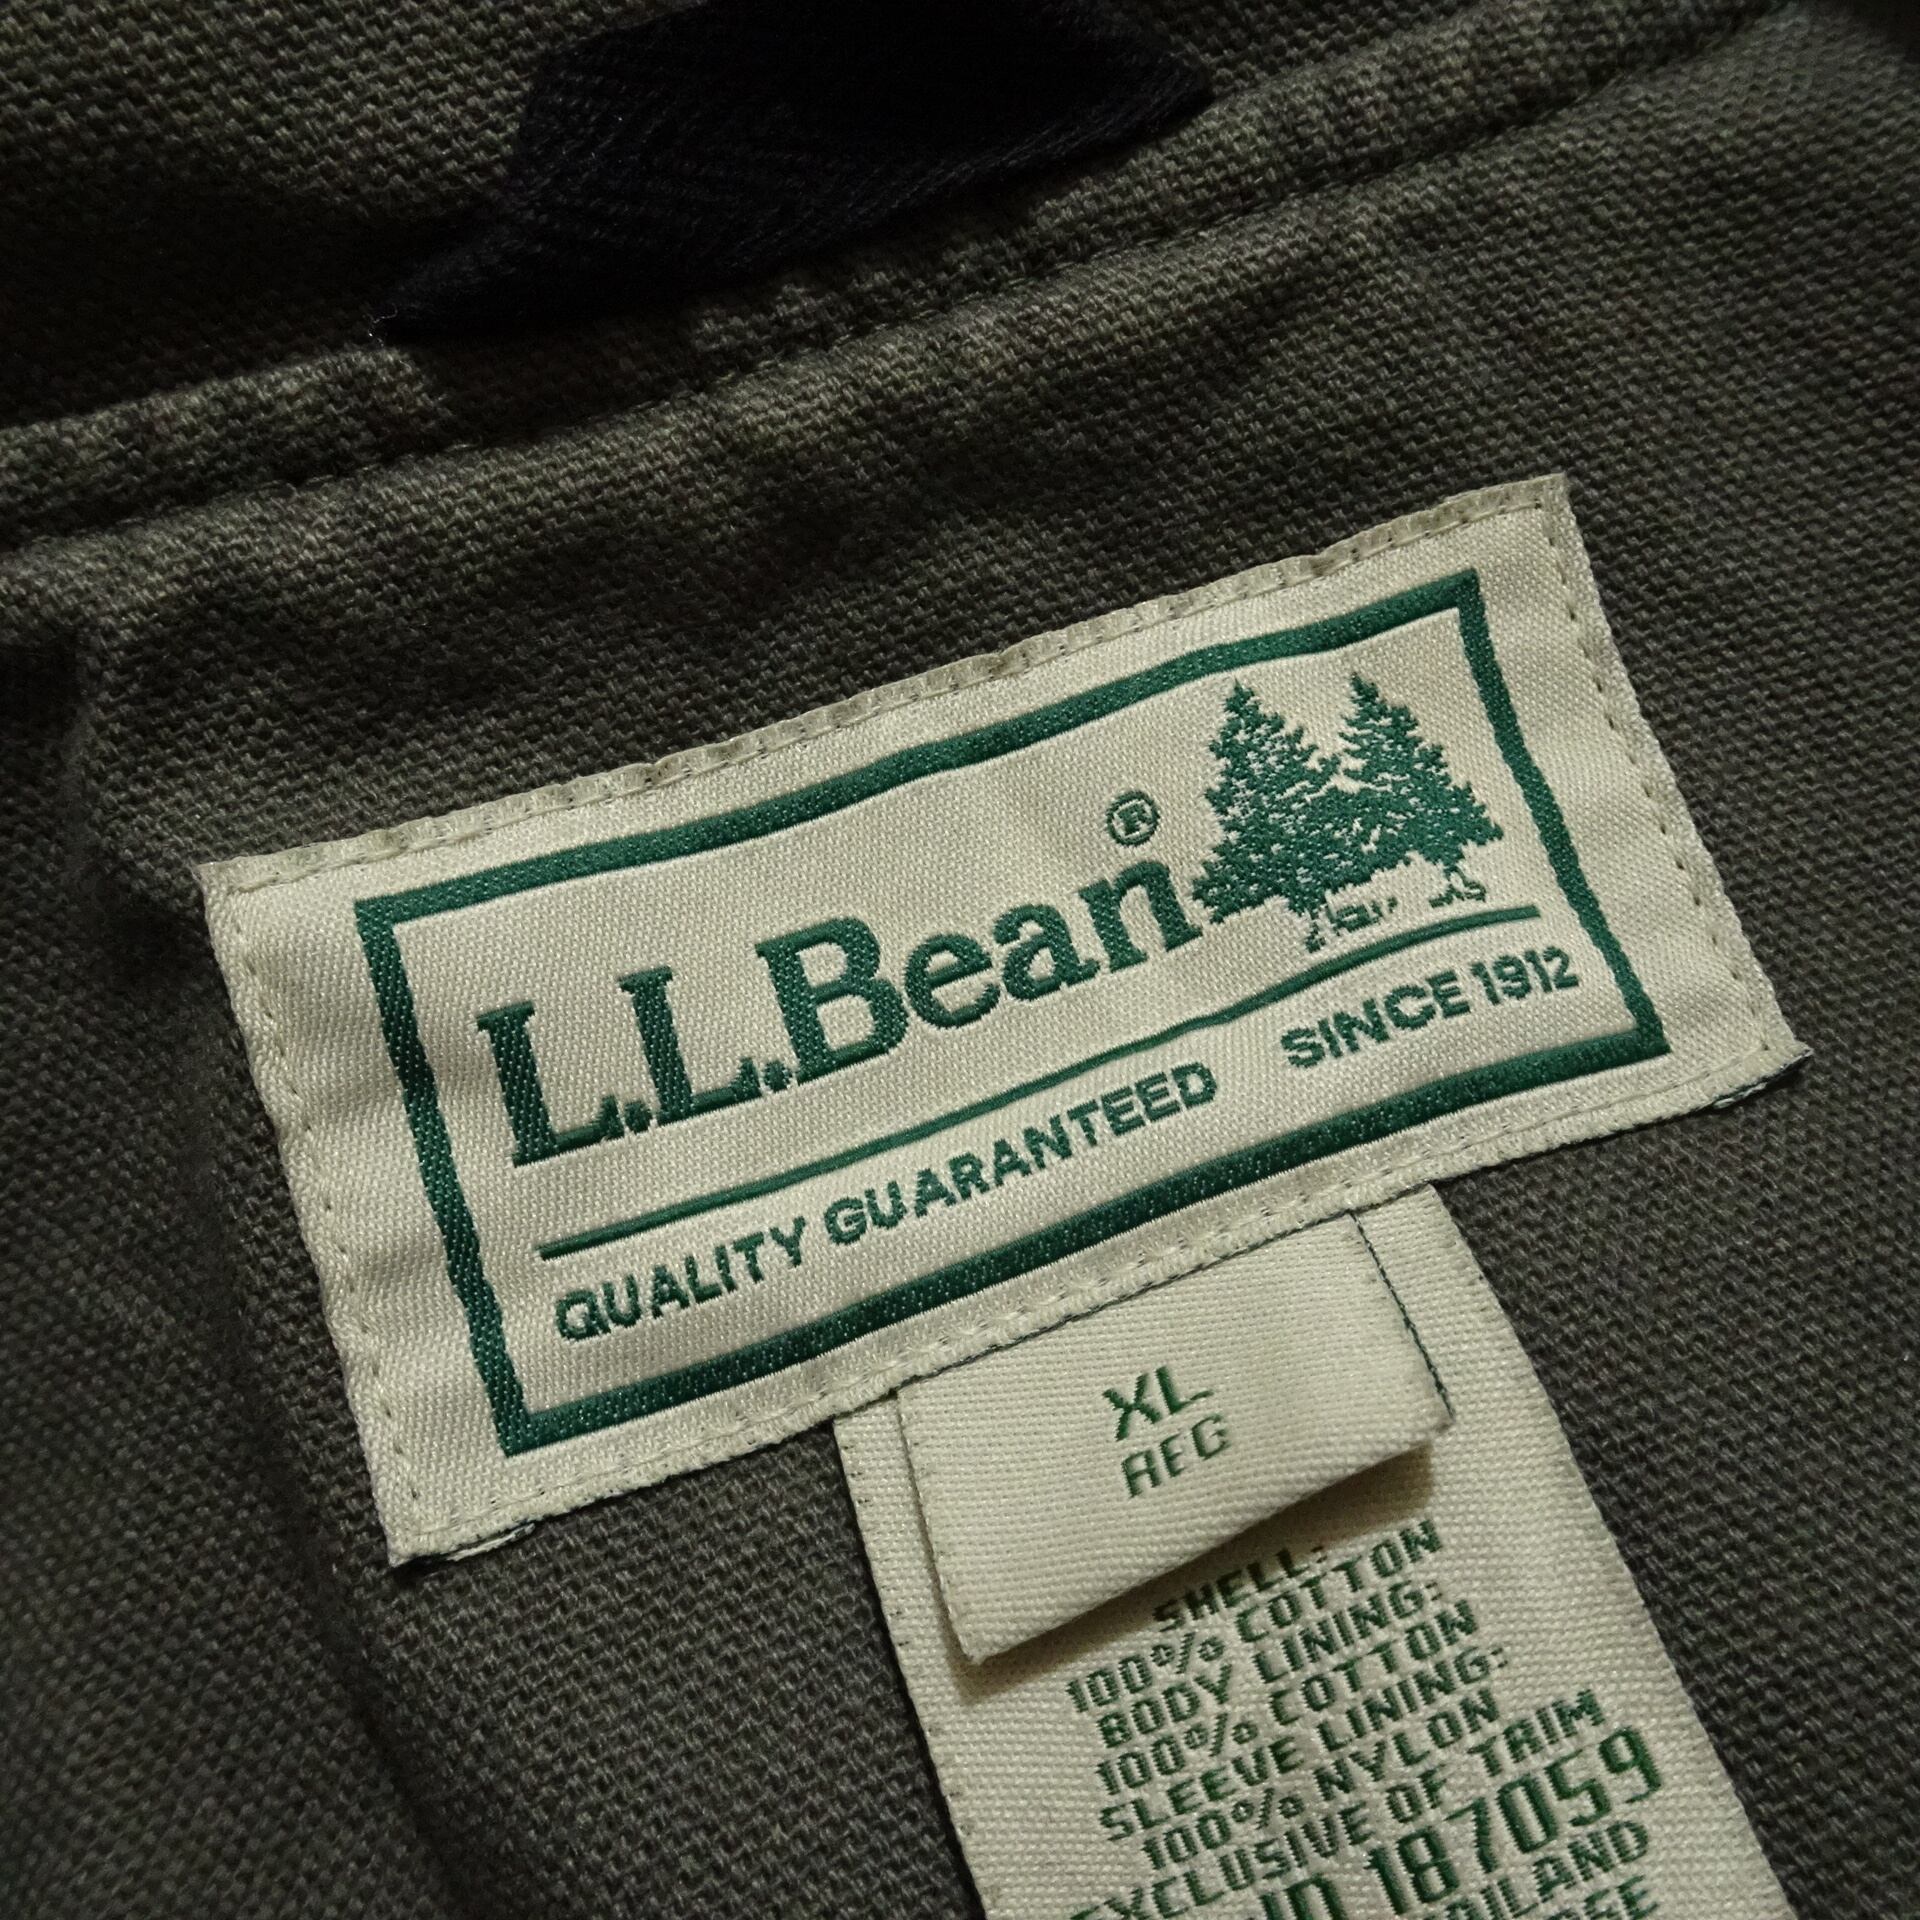 L.L.Bean®
QUALITY GUARANTEED SINCE 1912
XL
REG
SHELL:
100% COTTON
BODY LINING:
100% COTTON
SLEEVE LINING:
100% NYLON
EXCLUSIVE OF TRIM
187059